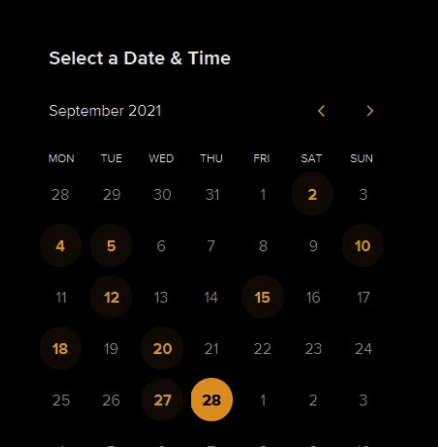 Select a Date & Time
September 2021
MON TUE WED THU FRI SAT SUN
28 29 30 31 1 2 3
4 5 6 7 8 9 10
11 12 13 14 15 16 17
18 19 20 21 22 23 24
25 26 27 28 1 2 3